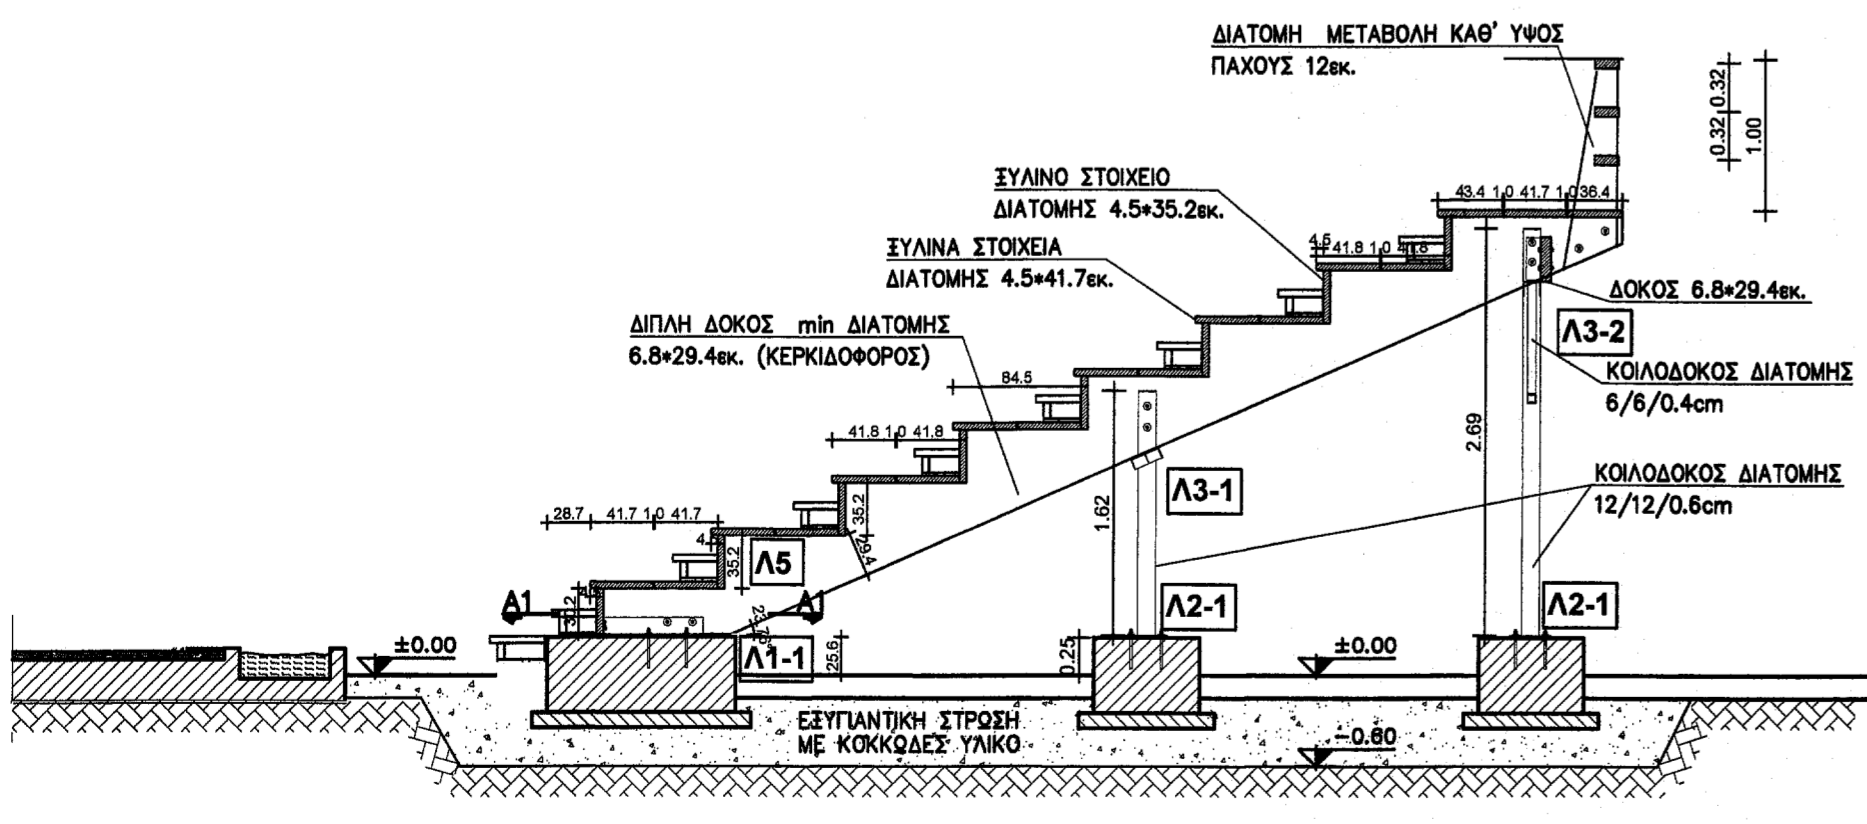 ΔΙΑΤΟΜΗ ΜΕΤΑΒΟΛΗ ΚΑΘ' ΥΨΟΣ
ΠΑΧΟΥΣ 12εκ.
0.32
0.32
1.00
ΞΥΛΙΝΟ ΣΤΟΙΧΕΙΟ
ΔΙΑΤΟΜΗΣ 4.5*35.2εκ.
43.4 1.0 41.7 1.0 36.4
ΞΥΛΙΝΑ ΣΤΟΙΧΕΙΑ
ΔΙΑΤΟΜΗΣ 4.5*41.7εκ.
4.5
41.8 1.0 41.8
ΔΟΚΟΣ 6.8*29.4εκ.
ΔΙΠΛΗ ΔΟΚΟΣ min ΔΙΑΤΟΜΗΣ
6.8*29.4εκ. (ΚΕΡΚΙΔΟΦΟΡΟΣ)
Λ3-2
ΚΟΙΛΟΔΟΚΟΣ ΔΙΑΤΟΜΗΣ
6/6/0.4cm
84.5
41.8 1.0 41.8
2.69
ΚΟΙΛΟΔΟΚΟΣ ΔΙΑΤΟΜΗΣ
12/12/0.6cm
Λ3-1
1.62
28.7 41.7 1.0 41.7
35.2
29.4
35.2
Λ5
Α1
30.2
Α1
Λ2-1
Λ2-1
Λ1-1
25.6
0.25
±0.00
±0.00
ΕΞΥΓΙΑΝΤΙΚΗ ΣΤΡΩΣΗ
ΜΕ ΚΟΚΚΩΔΕΣ ΥΛΙΚΟ
-0.60